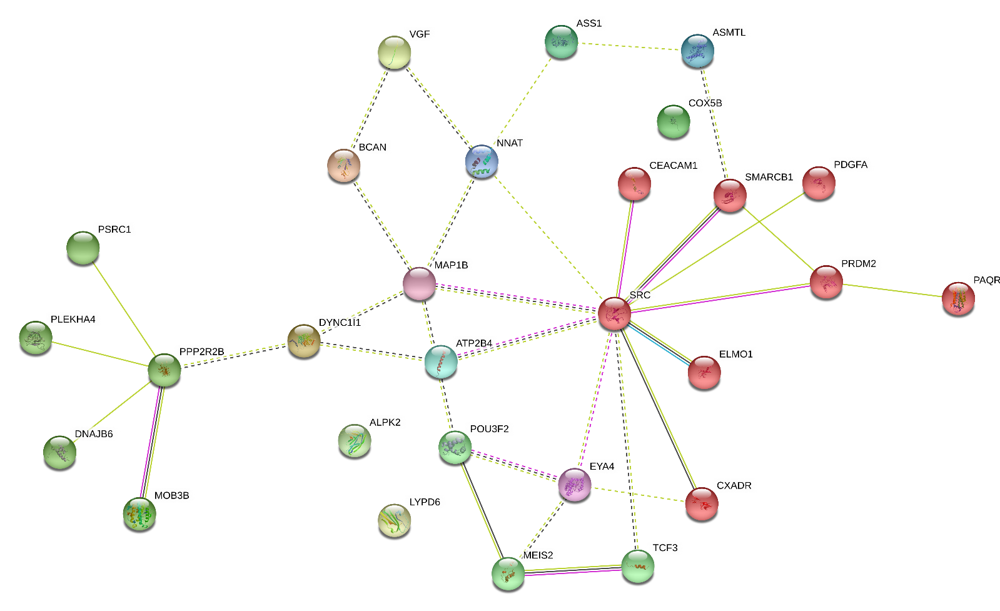 ASS1
VGF
ASMTL
COX5B
NNAT
BCAN
CEACAM1
PDGFA
SMARCB1
PSRC1
MAP1B
PRDM2
PAQR
SRC
PLEKHA4
DYNC1I1
ATP2B4
PPP2R2B
ELMO1
ALPK2
POU3F2
DNAJB6
EYA4
CXADR
MOB3B
LYPD6
TCF3
MEIS2